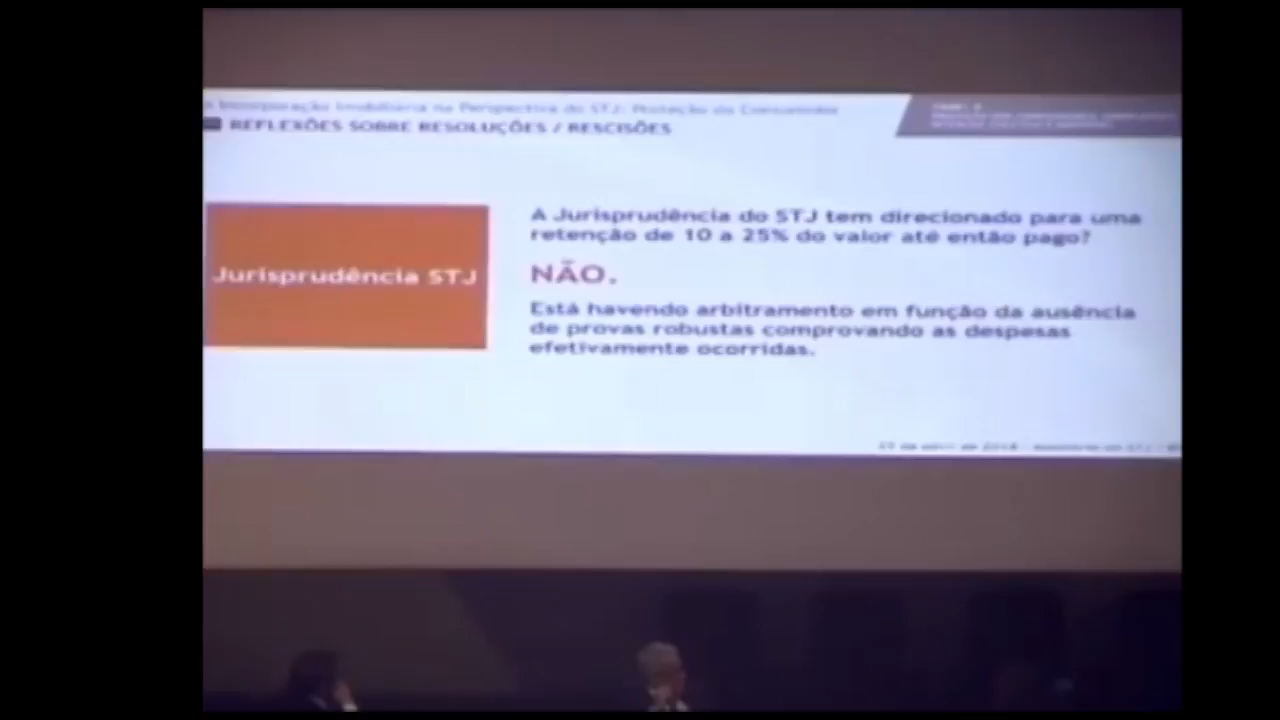 Incorporação Imobiliária na Perspectiva do STJ: Proteção do Consumidor
REFLEXÕES SOBRE RESOLUÇÕES / RESCISÕES
Jurisprudência STJ
A Jurisprudência do STJ tem direcionado para uma
retenção de 10 a 25% do valor até então pago?
NÃO.
Está havendo arbitramento em função da ausência
de provas robustas comprovando as despesas
efetivamente ocorridas.